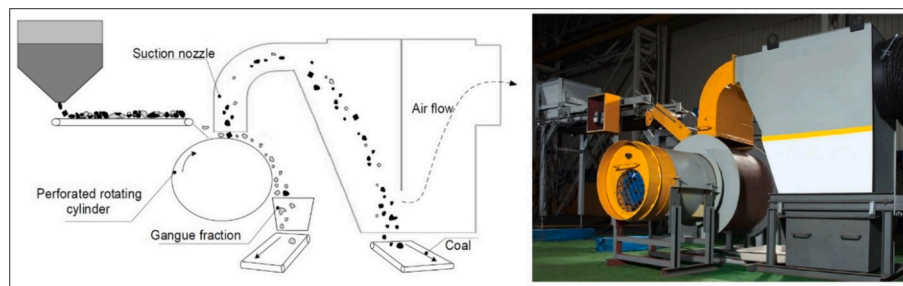 Suction nozzle
Air flow
Perforated rotating
cylinder
Gangue fraction
Coal